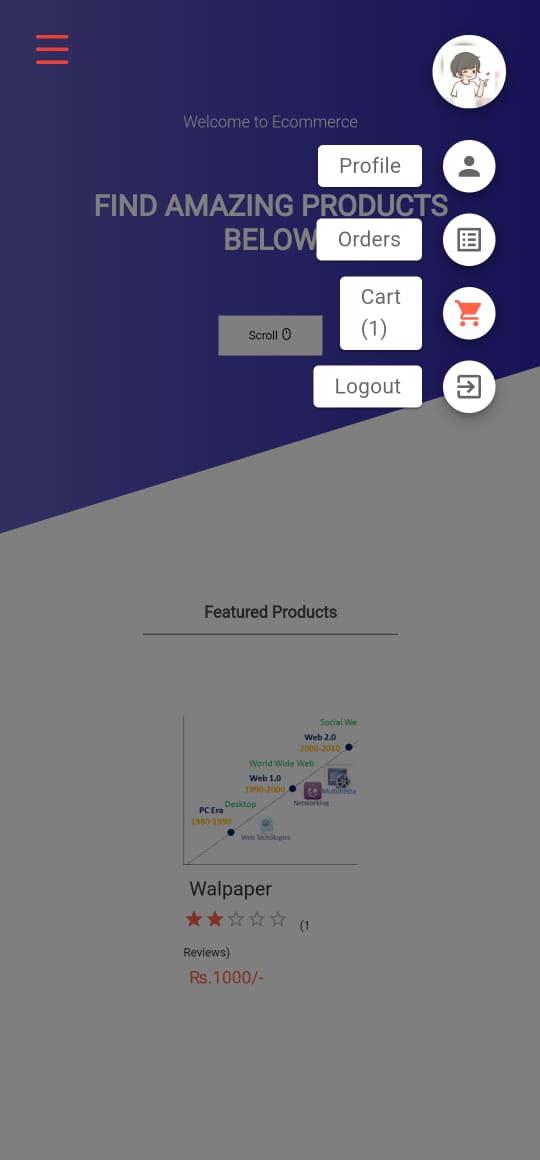 Welcome to Ecommerce
Profile
FIND AMAZING PRODUCTS
BELOW
Orders
Cart
(1)
Scroll
Logout
Featured Products
Social We
Web 2.0
2000-2010
World Wide Web
Web 1.0
1990-2000
Multimedia
Networking
Desktop
PC Era
1980-1990
Web Tecnologies
Walpaper
(1
Reviews)
Rs.1000/-